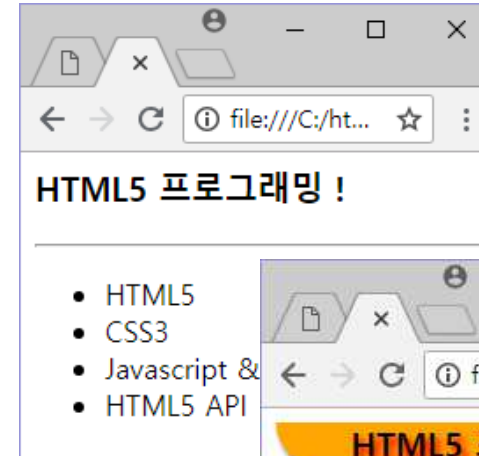 file:///C:/ht...
HTML5 프로그래밍 !
HTML5
CSS3
Javascript &
HTML5 API
f
HTML5